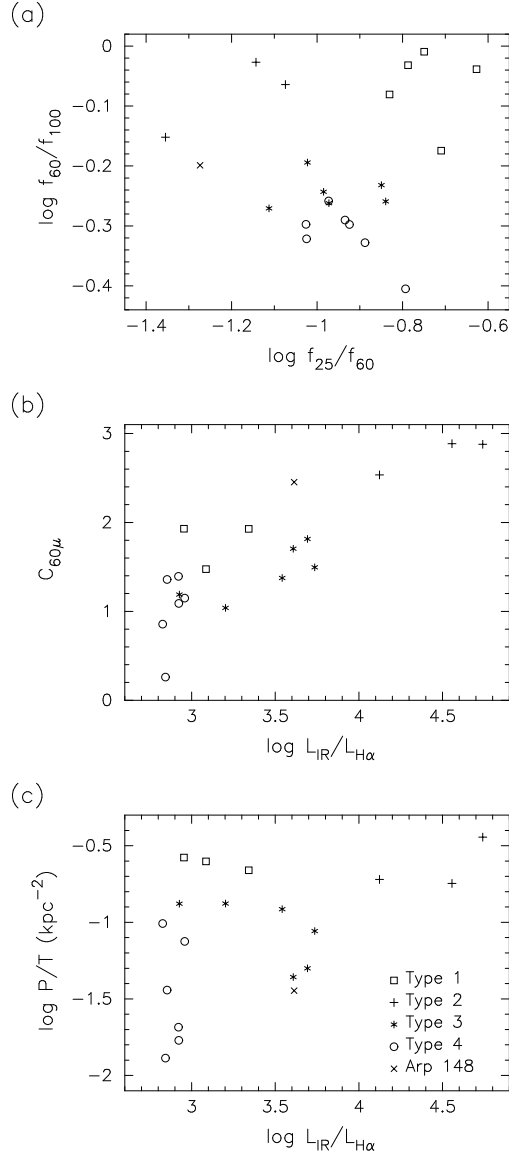 (a)
0
−0.1
−0.2
−0.3
−0.4
log f60/f100
−1.4 −1.2 −1 −0.8 −0.6
log f25/f60
(b)
3
2
1
0
C60μ
3 3.5 4 4.5
log LIR/LHα
(c)
−0.5
−1
−1.5
−2
log P/T (kpc−2)
Type 1
Type 2
Type 3
Type 4
Arp 148
3 3.5 4 4.5
log LIR/LHα